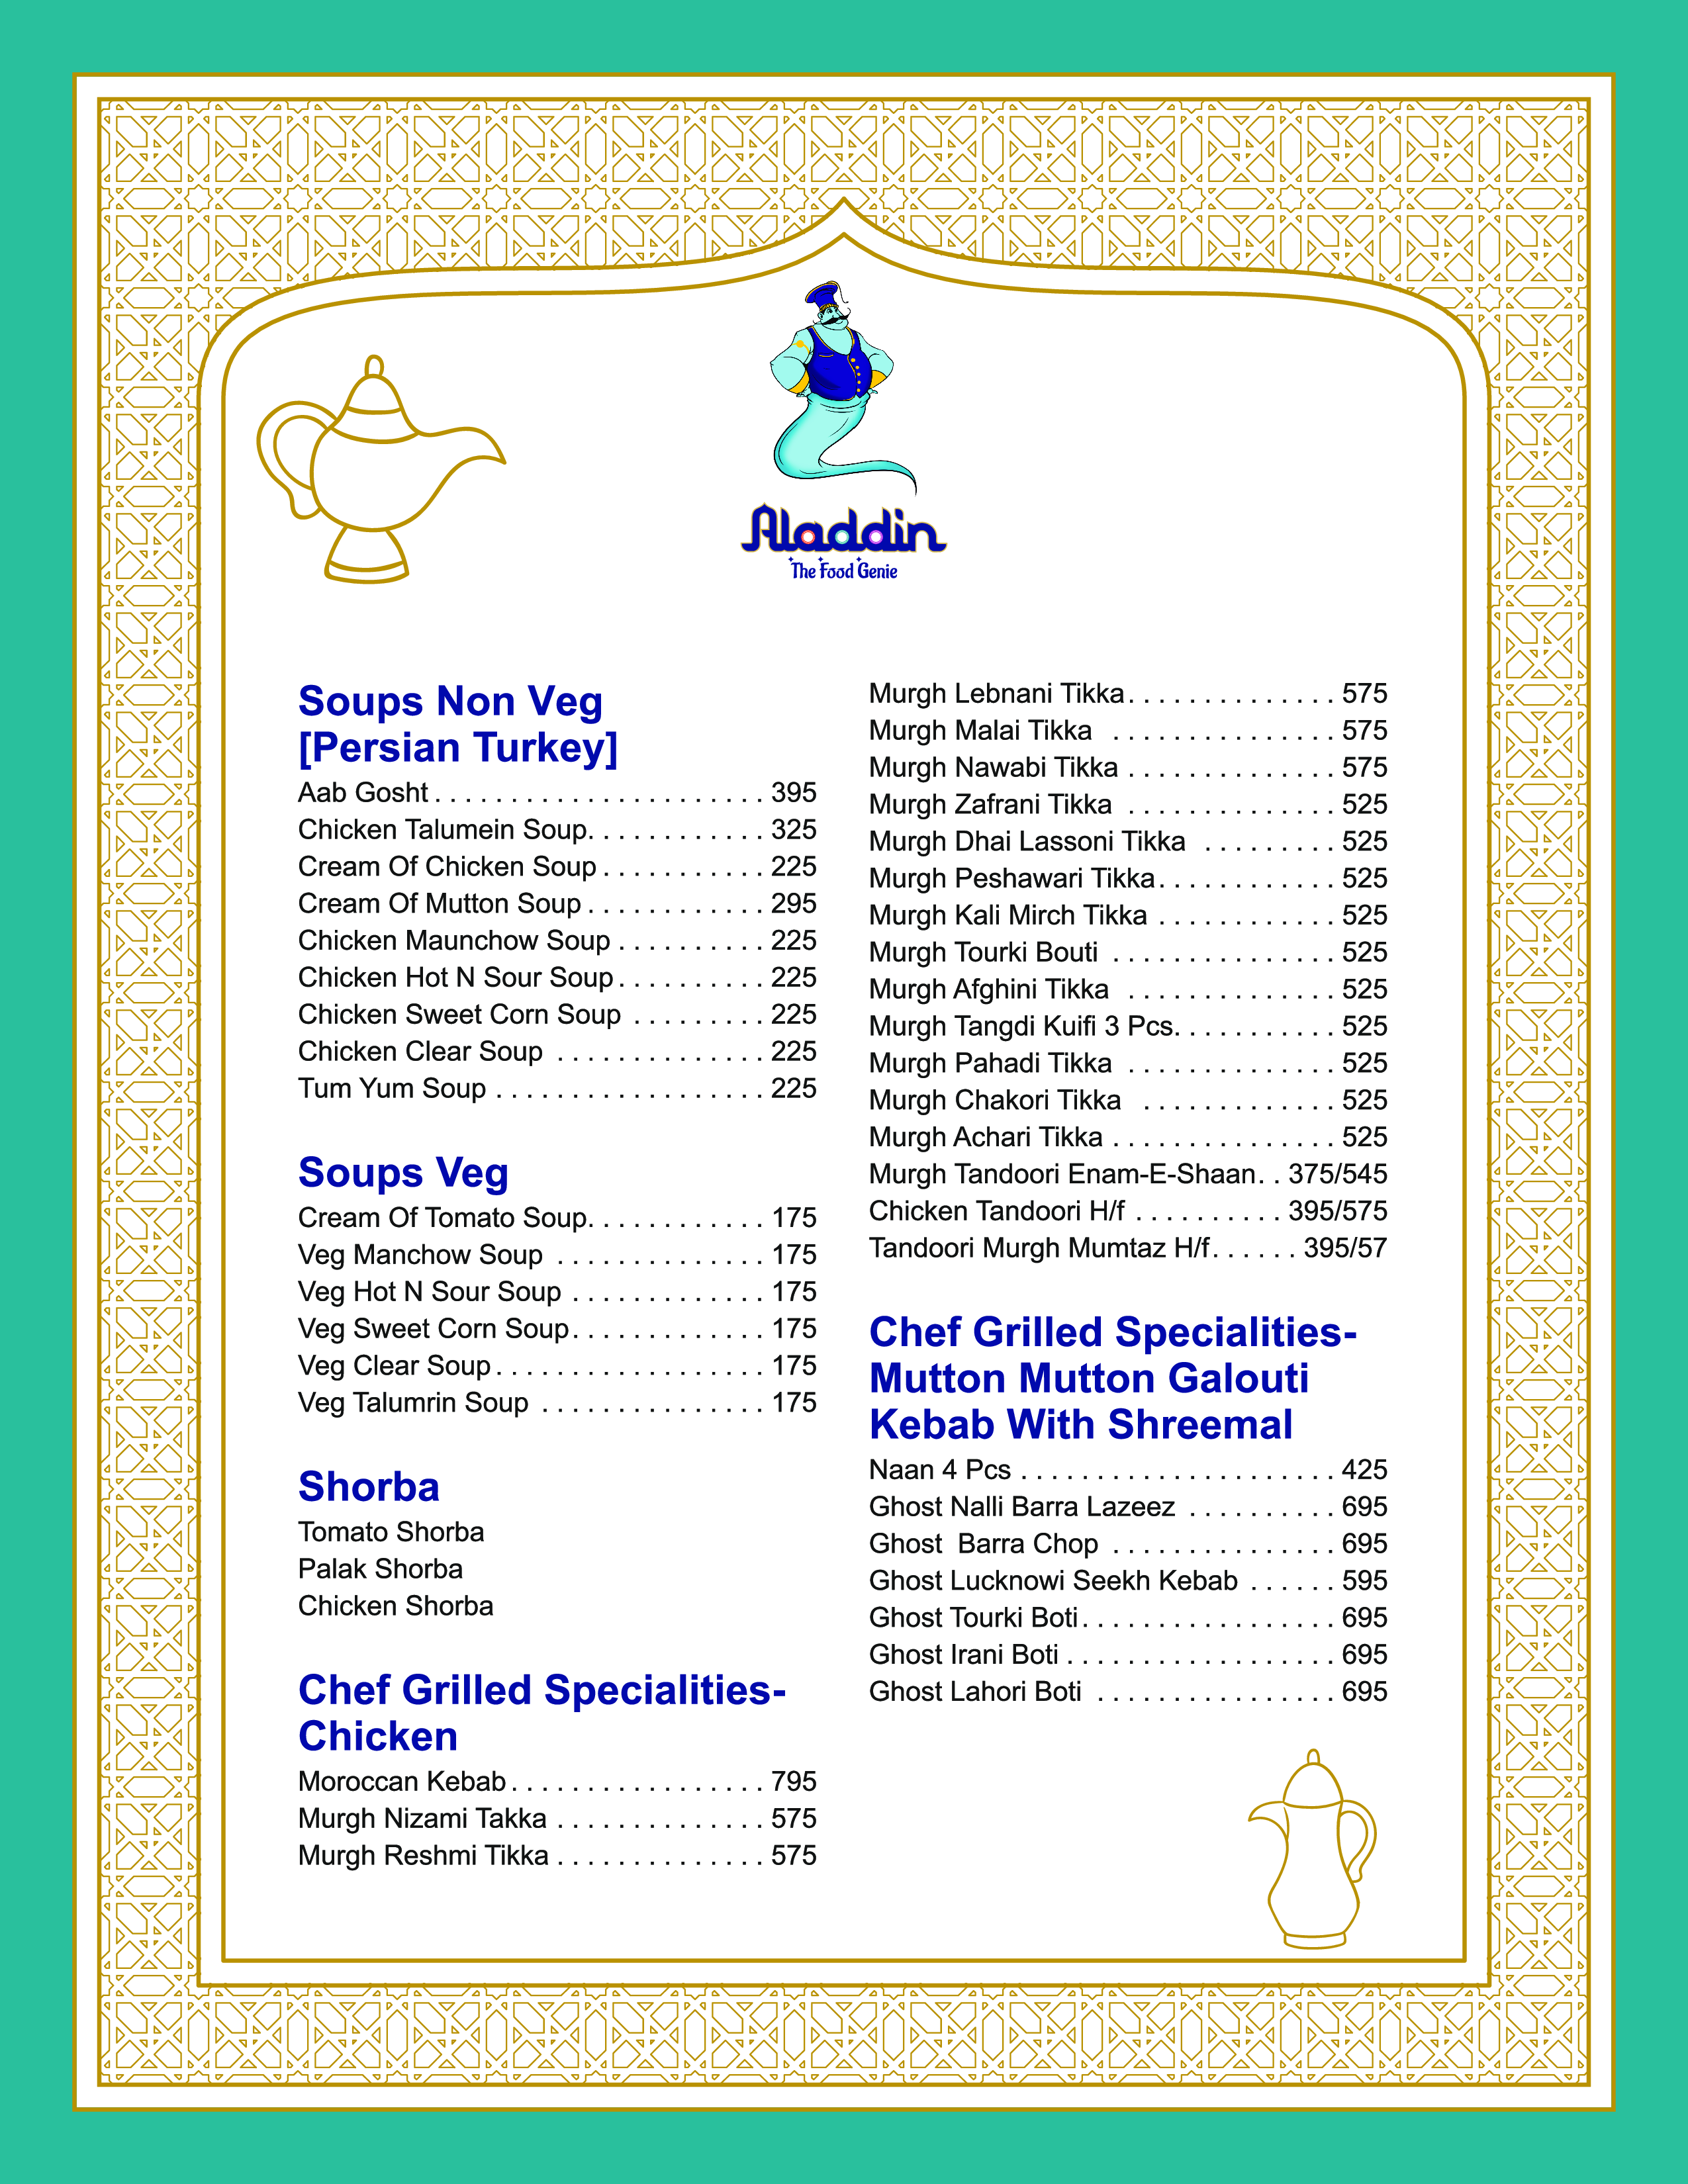 Aladdin
The Food Genie
Soups Non Veg
[Persian Turkey]
Aab Gosht . . . . . . . . . . . . . . . . . . . . . . 395
Chicken Talumein Soup. . . . . . . . . . . . 325
Cream Of Chicken Soup . . . . . . . . . . . 225
Cream Of Mutton Soup . . . . . . . . . . . . 295
Chicken Maunchow Soup . . . . . . . . . . 225
Chicken Hot N Sour Soup . . . . . . . . . . 225
Chicken Sweet Corn Soup . . . . . . . . . 225
Chicken Clear Soup . . . . . . . . . . . . . . 225
Tum Yum Soup . . . . . . . . . . . . . . . . . . 225
Soups Veg
Cream Of Tomato Soup. . . . . . . . . . . . 175
Veg Manchow Soup . . . . . . . . . . . . . . 175
Veg Hot N Sour Soup . . . . . . . . . . . . . 175
Veg Sweet Corn Soup . . . . . . . . . . . . . 175
Veg Clear Soup . . . . . . . . . . . . . . . . . . 175
Veg Talumrin Soup . . . . . . . . . . . . . . . 175
Shorba
Tomato Shorba
Palak Shorba
Chicken Shorba
Chef Grilled Specialities-
Chicken
Moroccan Kebab . . . . . . . . . . . . . . . . . 795
Murgh Nizami Takka . . . . . . . . . . . . . . 575
Murgh Reshmi Tikka . . . . . . . . . . . . . . 575
Murgh Lebnani Tikka . . . . . . . . . . . . . . 575
Murgh Malai Tikka . . . . . . . . . . . . . . . 575
Murgh Nawabi Tikka . . . . . . . . . . . . . . 575
Murgh Zafrani Tikka . . . . . . . . . . . . . . 525
Murgh Dhai Lassoni Tikka . . . . . . . . . 525
Murgh Peshawari Tikka . . . . . . . . . . . . 525
Murgh Kali Mirch Tikka . . . . . . . . . . . . 525
Murgh Tourki Bouti . . . . . . . . . . . . . . . 525
Murgh Afghini Tikka . . . . . . . . . . . . . . 525
Murgh Tangdi Kuifi 3 Pcs. . . . . . . . . . . 525
Murgh Pahadi Tikka . . . . . . . . . . . . . . 525
Murgh Chakori Tikka . . . . . . . . . . . . . 525
Murgh Achari Tikka . . . . . . . . . . . . . . . 525
Murgh Tandoori Enam-E-Shaan. . 375/545
Chicken Tandoori H/f . . . . . . . . . . 395/575
Tandoori Murgh Mumtaz H/f . . . . . . 395/57
Chef Grilled Specialities-
Mutton Mutton Galouti
Kebab With Shreemal
Naan 4 Pcs . . . . . . . . . . . . . . . . . . . . . 425
Ghost Nalli Barra Lazeez . . . . . . . . . . 695
Ghost  Barra Chop . . . . . . . . . . . . . . . 695
Ghost Lucknowi Seekh Kebab . . . . . . 595
Ghost Tourki Boti . . . . . . . . . . . . . . . . . 695
Ghost Irani Boti . . . . . . . . . . . . . . . . . . 695
Ghost Lahori Boti . . . . . . . . . . . . . . . . 695